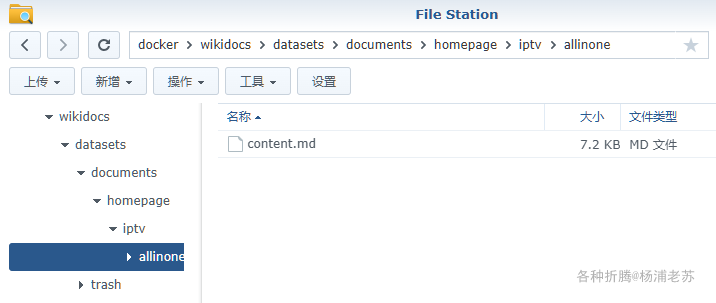 File Station
docker wikidocs datasets documents homepage iptv allinone
上传 新增 操作 工具 设置
wikidocs
datasets
documents
homepage
iptv
allinone
trash
名称 大小 文件类型
content.md 7.2 KB MD 文件
各种折腾@杨浦老苏